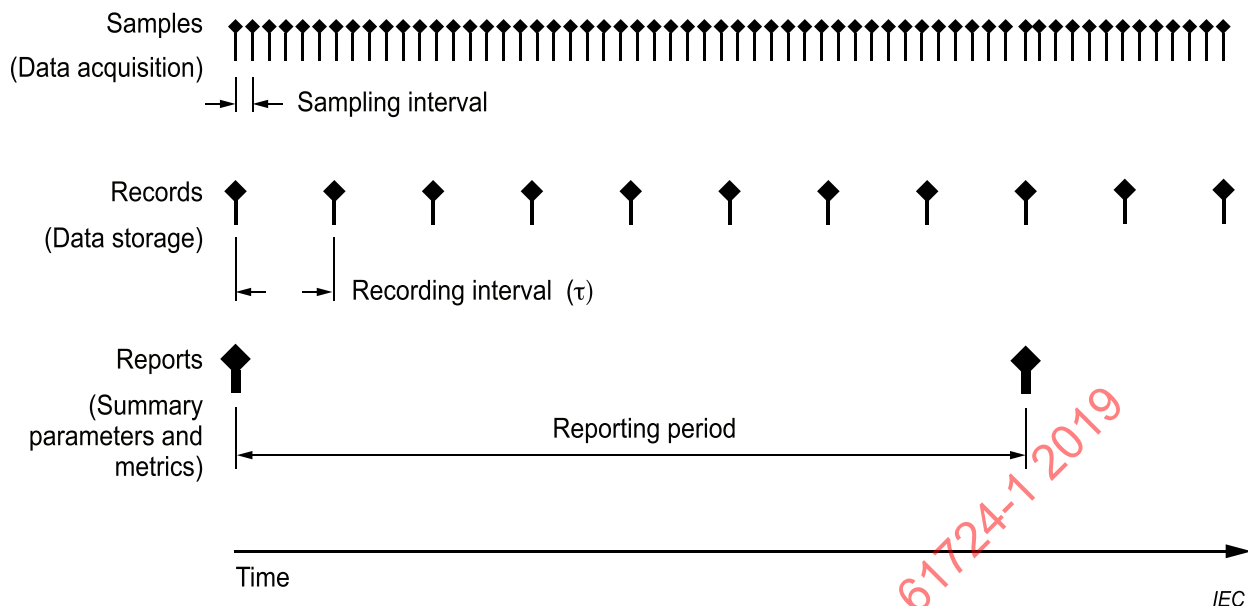 Samples
(Data acquisition)
Sampling interval
Records
(Data storage)
Recording interval (τ)
Reports
(Summary
parameters and
metrics)
Reporting period
61724-1 2019
Time
IEC